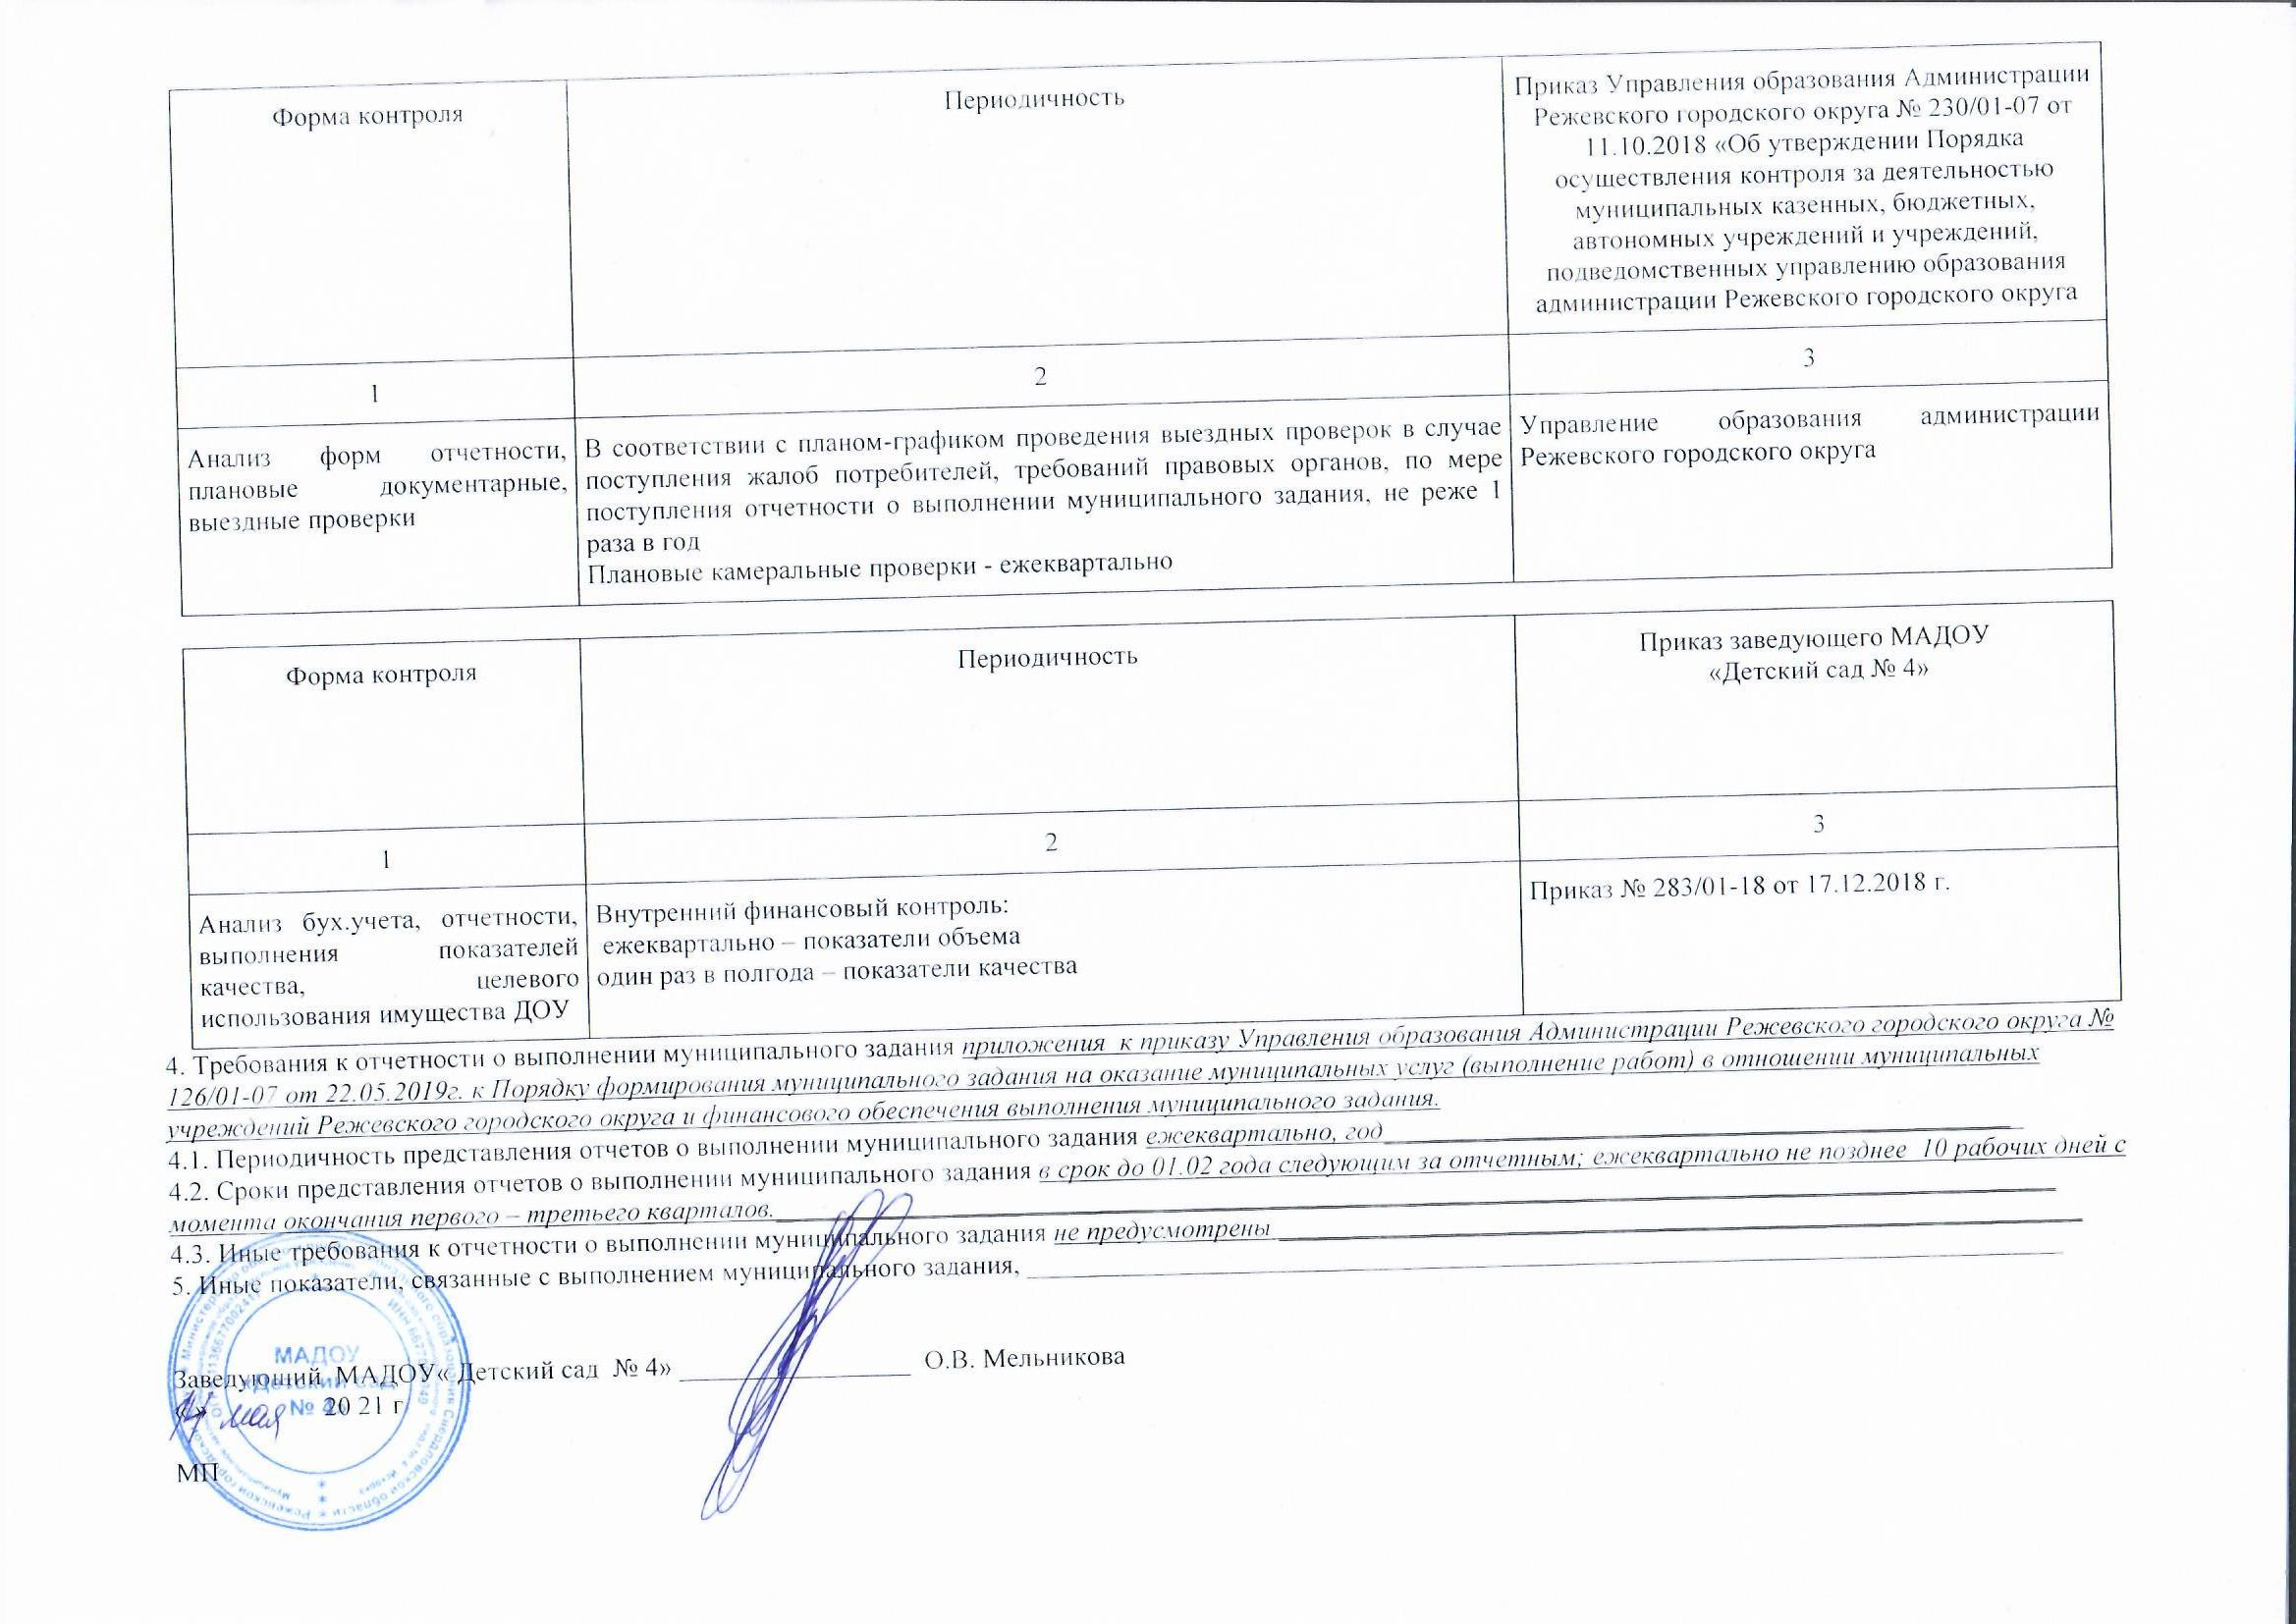 Форма контроля
Периодичность
Приказ Управления образования Администрации
Режевского городского округа № 230/01-07 от
11.10.2018 «Об утверждении Порядка
осуществления контроля за деятельностью
муниципальных казенных, бюджетных,
автономных учреждений и учреждений,
подведомственных управлению образования
администрации Режевского городского округа
1
2
3
Анализ форм отчетности,
плановые документарные,
выездные проверки
В соответствии с планом-графиком проведения выездных проверок в случае
поступления жалоб потребителей, требований правовых органов, по мере
поступления отчетности о выполнении муниципального задания, не реже 1
раза в год
Плановые камеральные проверки - ежеквартально
Управление образования администрации
Режевского городского округа
Форма контроля
Периодичность
Приказ заведующего МАДОУ
«Детский сад № 4»
1
2
3
Анализ бух.учета, отчетности,
выполнения показателей
качества, целевого
использования имущества ДОУ
Внутренний финансовый контроль:
ежеквартально – показатели объема
один раз в полгода – показатели качества
Приказ № 283/01-18 от 17.12.2018 г.
4. Требования к отчетности о выполнении муниципального задания приложения к приказу Управления образования Администрации Режевского городского округа №
126/01-07 от 22.05.2019г. к Порядку формирования муниципального задания на оказание муниципальных услуг (выполнение работ) в отношении муниципальных
учреждений Режевского городского округа и финансового обеспечения выполнения муниципального задания.
4.1. Периодичность представления отчетов о выполнении муниципального задания ежеквартально, год
4.2. Сроки представления отчетов о выполнении муниципального задания в срок до 01.02 года следующим за отчетным; ежеквартально не позднее 10 рабочих дней с
момента окончания первого – третьего кварталов.
4.3. Иные требования к отчетности о выполнении муниципального задания не предусмотрены
5. Иные показатели, связанные с выполнением муниципального задания,
Заведующий МАДОУ« Детский сад № 4» О.В. Мельникова
« » мая 20 21 г
МП
МАДОУ
«Детский сад
№ 4»